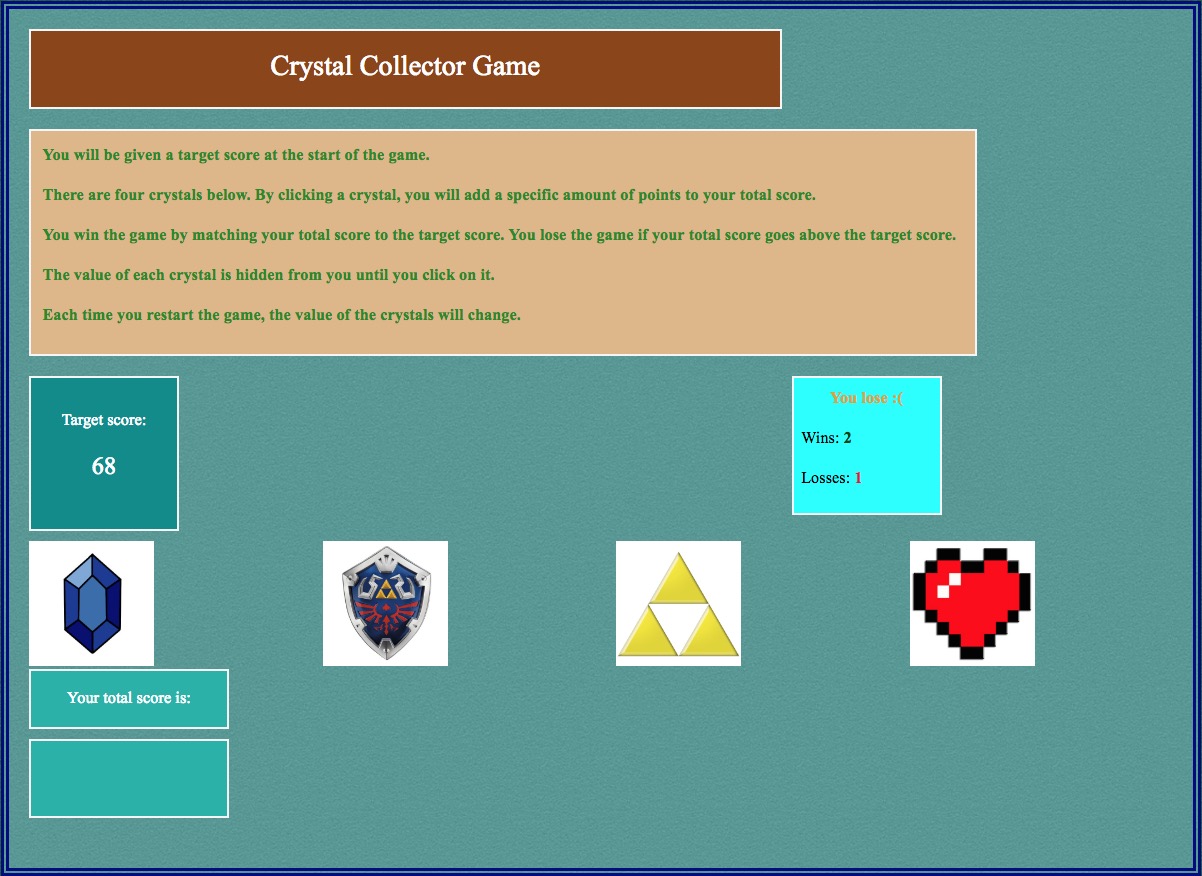 Crystal Collector Game
You will be given a target score at the start of the game.
There are four crystals below. By clicking a crystal, you will add a specific amount of points to your total score.
You win the game by matching your total score to the target score. You lose the game if your total score goes above the target score.
The value of each crystal is hidden from you until you click on it.
Each time you restart the game, the value of the crystals will change.
Target score:
68
You lose :(
Wins: 2
Losses: 1
Your total score is: